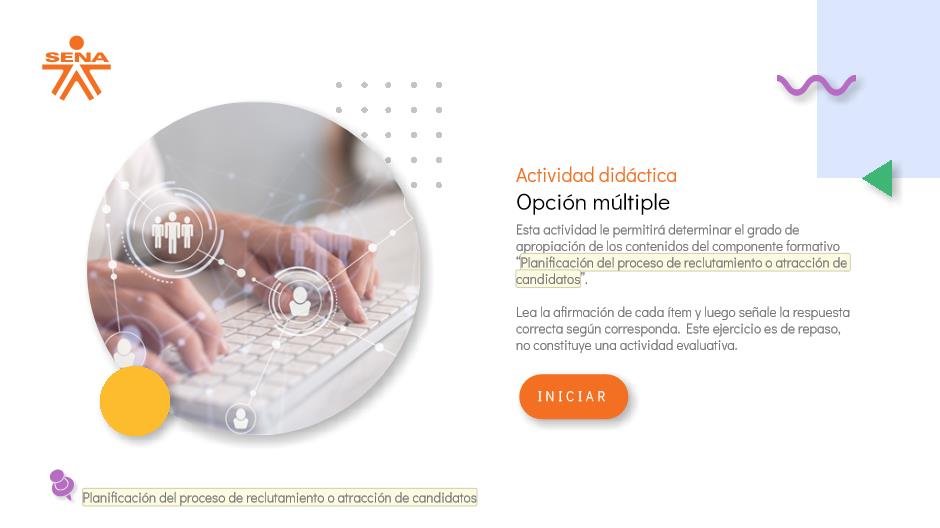 SENA
Actividad didáctica
Opción múltiple
Esta actividad le permitirá determinar el grado de
apropiación de los contenidos del componente formativo
“Planificación del proceso de reclutamiento o atracción de
candidatos”.
Lea la afirmación de cada ítem y luego señale la respuesta
correcta según corresponda. Este ejercicio es de repaso,
no constituye una actividad evaluativa.
INICIAR
Planificación del proceso de reclutamiento o atracción de candidatos